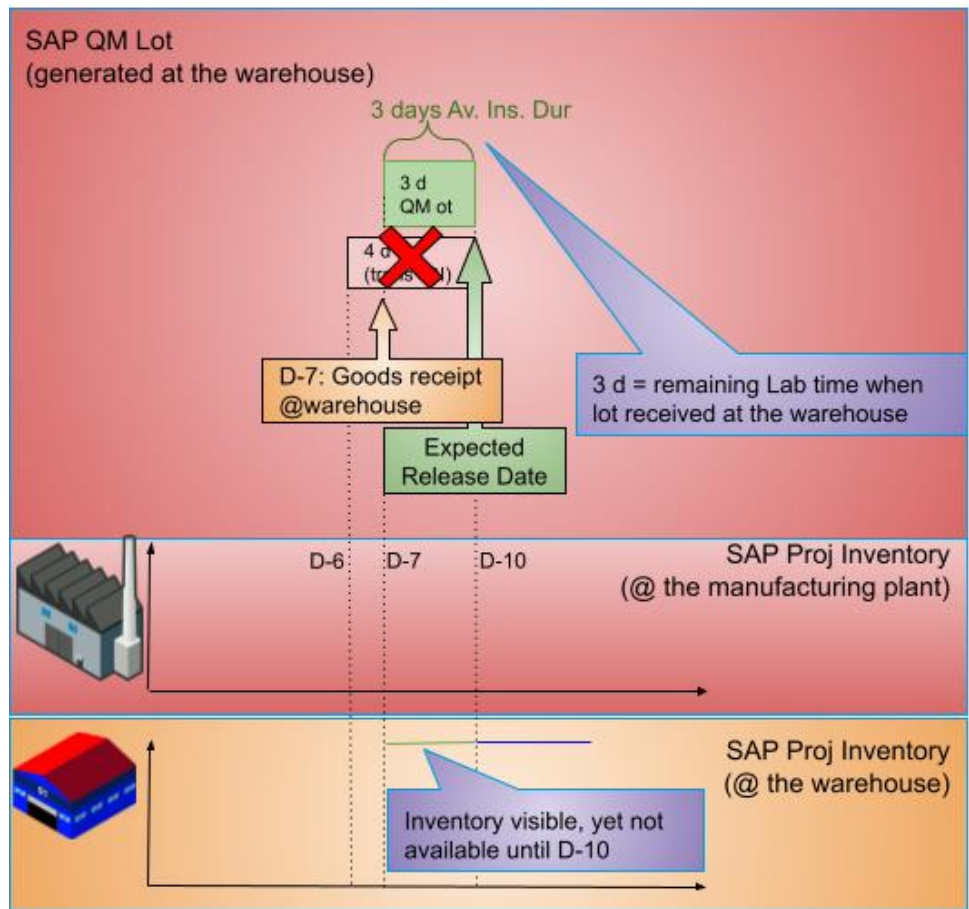 SAP QM Lot
(generated at the warehouse)
3 days Av. Ins. Dur
3 d
QM ot
4 d
D-7: Goods receipt
@warehouse
3 d = remaining Lab time when
lot received at the warehouse
Expected
Release Date
D-6
D-7
D-10
SAP Proj Inventory
(@ the manufacturing plant)
SAP Proj Inventory
(@ the warehouse)
Inventory visible, yet not
available until D-10